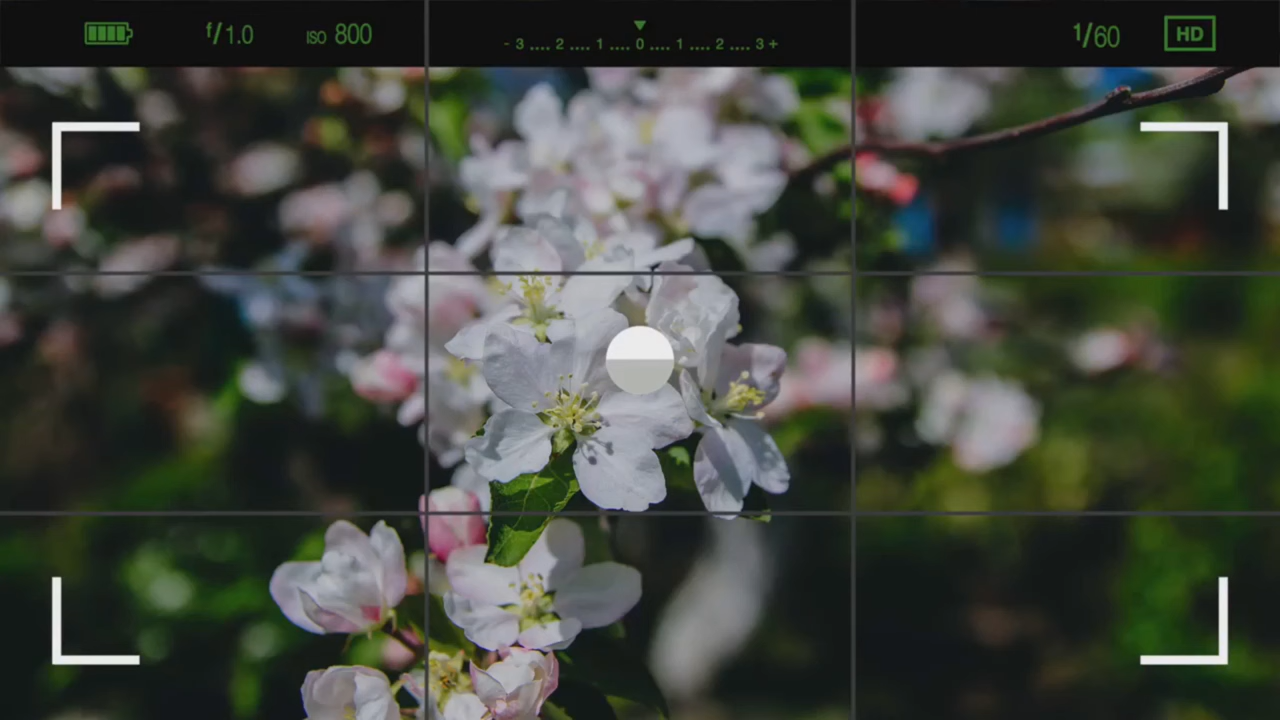 f/1.0
ISO 800
- 3 .... 2 .... 1 .... 0 .... 1 .... 2 .... 3 +
1/60
HD